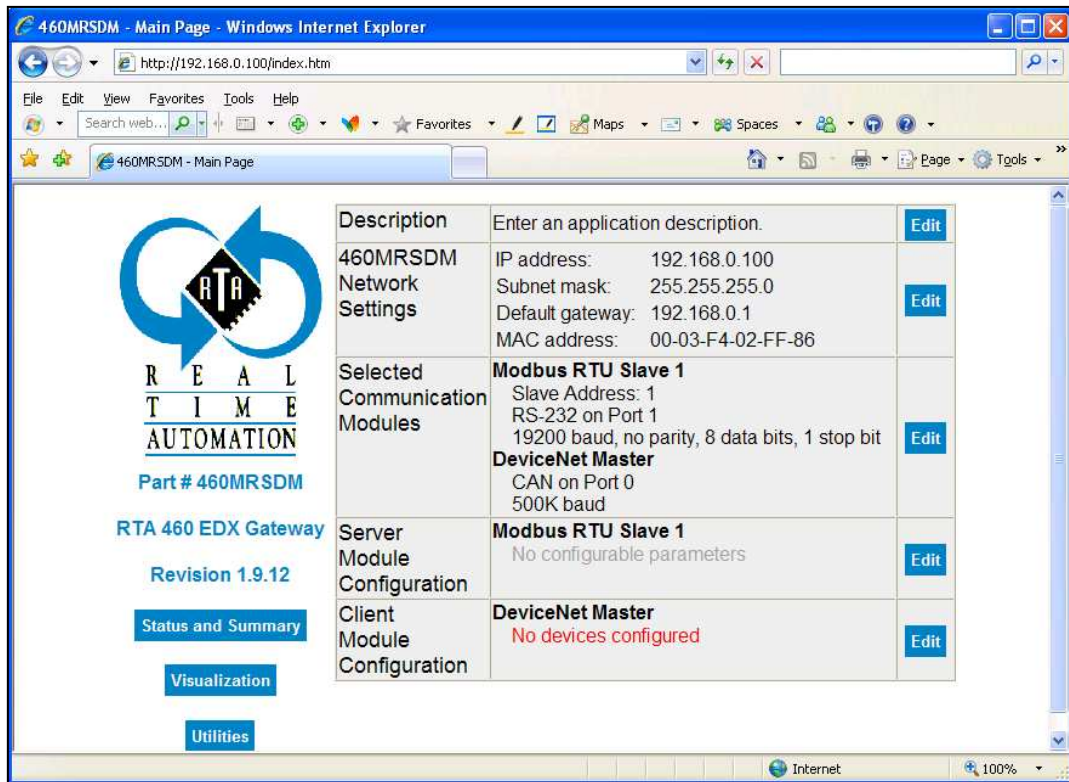 460MRSDM - Main Page - Windows Internet Explorer
http://192.168.0.100/index.htm
File Edit View Favorites Tools Help
Search web...
Favorites
Maps
Spaces
460MRSDM - Main Page
Page
Tools
»
RTA
REAL
TIME
AUTOMATION
Part # 460MRSDM
RTA 460 EDX Gateway
Revision 1.9.12
Status and Summary
Visualization
Utilities
Description
Enter an application description.
Edit
460MRSDM
Network
Settings
IP address: 192.168.0.100
Subnet mask: 255.255.255.0
Default gateway: 192.168.0.1
MAC address: 00-03-F4-02-FF-86
Edit
Selected
Communication
Modules
Modbus RTU Slave 1
Slave Address: 1
RS-232 on Port 1
19200 baud, no parity, 8 data bits, 1 stop bit
DeviceNet Master
CAN on Port 0
500K baud
Edit
Server
Module
Configuration
Modbus RTU Slave 1
No configurable parameters
Edit
Client
Module
Configuration
DeviceNet Master
No devices configured
Edit
Internet
100%